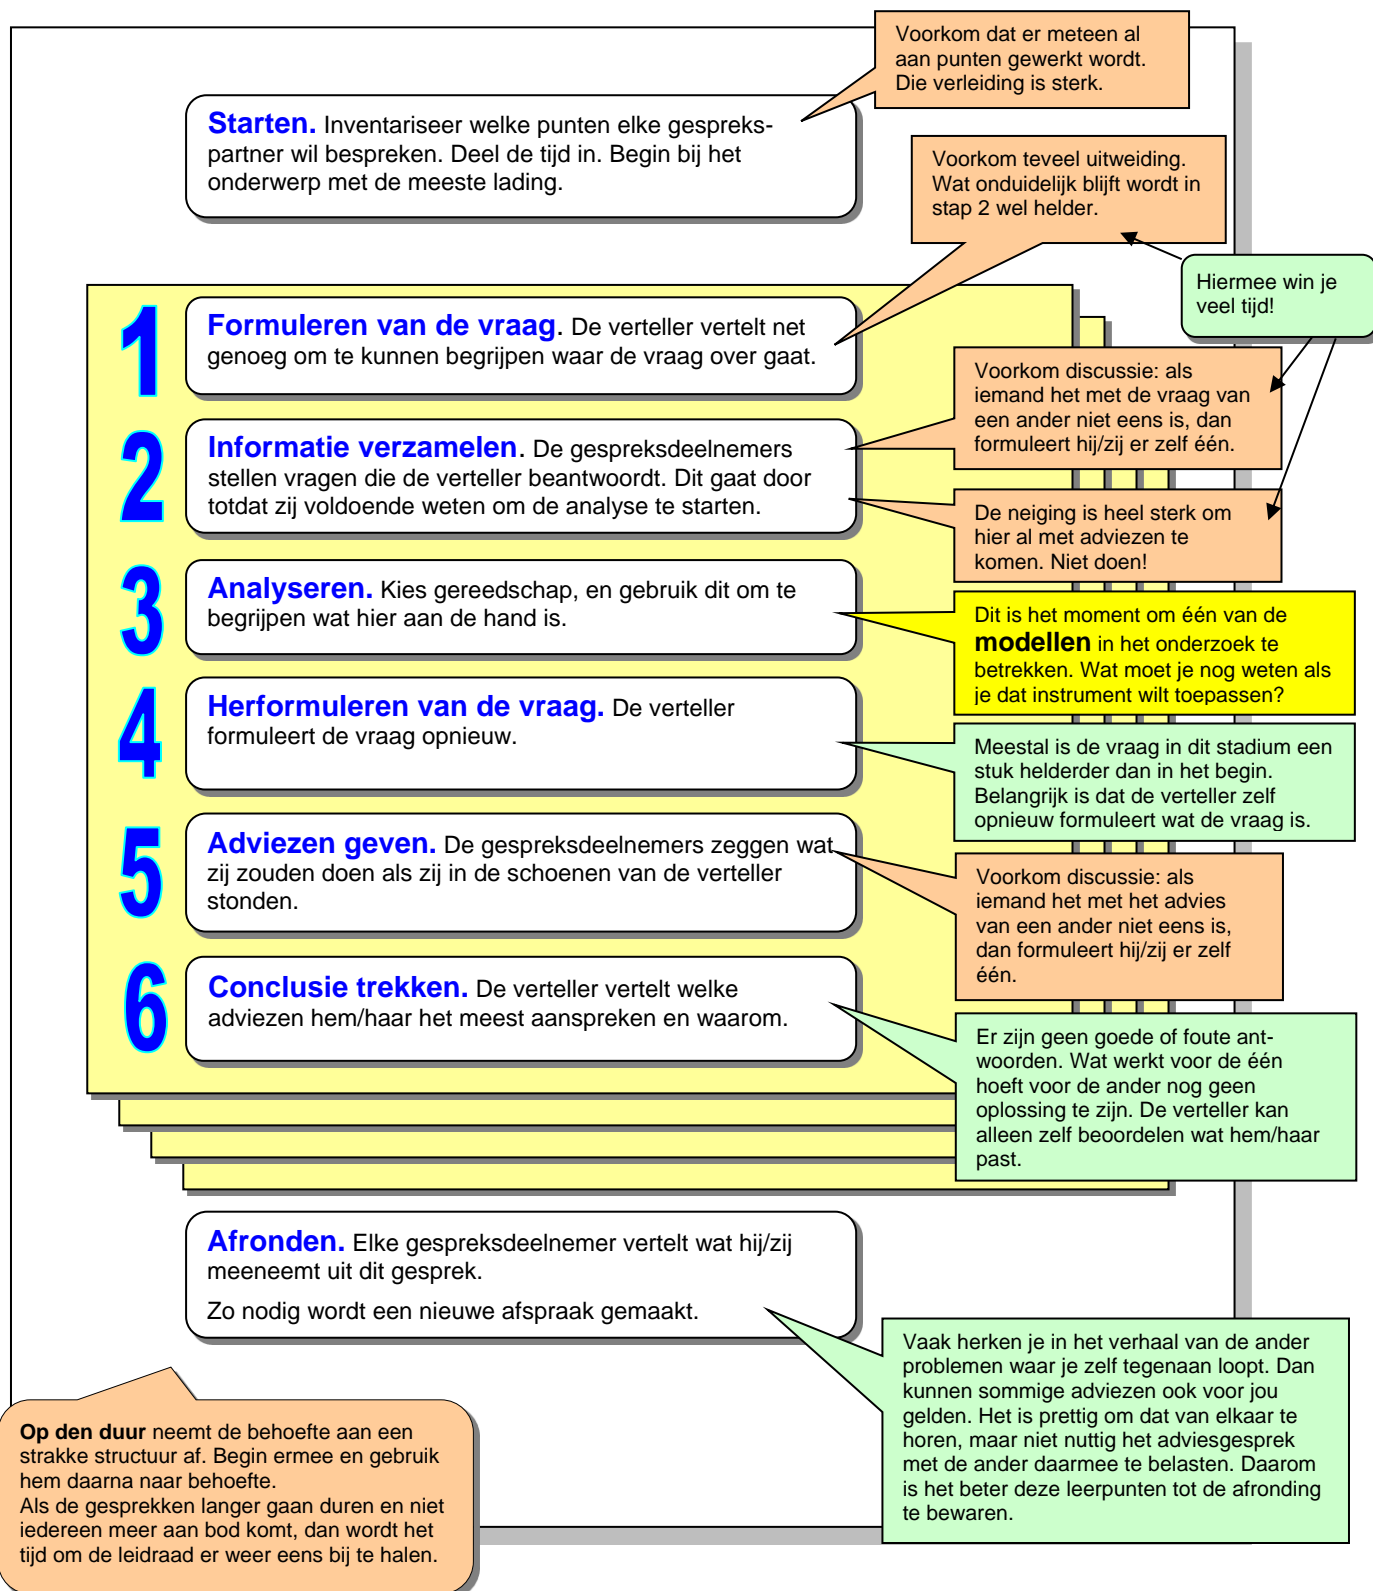 Voorkom dat er meteen al
aan punten gewerkt wordt.
Die verleiding is sterk.
Starten. Inventariseer welke punten elke gespreks-
partner wil bespreken. Deel de tijd in. Begin bij het
onderwerp met de meeste lading.
Voorkom teveel uitweiding.
Wat onduidelijk blijft wordt in
stap 2 wel helder.
Hiermee win je
veel tijd!
1
Formuleren van de vraag. De verteller vertelt net
genoeg om te kunnen begrijpen waar de vraag over gaat.
Voorkom discussie: als
iemand het met de vraag van
een ander niet eens is, dan
formuleert hij/zij er zelf één.
2
Informatie verzamelen. De gespreksdeelnemers
stellen vragen die de verteller beantwoordt. Dit gaat door
totdat zij voldoende weten om de analyse te starten.
De neiging is heel sterk om
hier al met adviezen te
komen. Niet doen!
3
Analyseren. Kies gereedschap, en gebruik dit om te
begrijpen wat hier aan de hand is.
Dit is het moment om één van de
modellen in het onderzoek te
betrekken. Wat moet je nog weten als
je dat instrument wilt toepassen?
4
Herformuleren van de vraag. De verteller
formuleert de vraag opnieuw.
Meestal is de vraag in dit stadium een
stuk helderder dan in het begin.
Belangrijk is dat de verteller zelf
opnieuw formuleert wat de vraag is.
5
Adviezen geven. De gespreksdeelnemers zeggen wat
zij zouden doen als zij in de schoenen van de verteller
stonden.
Voorkom discussie: als
iemand het met het advies
van een ander niet eens is,
dan formuleert hij/zij er zelf
één.
6
Conclusie trekken. De verteller vertelt welke
adviezen hem/haar het meest aanspreken en waarom.
Er zijn geen goede of foute ant-
woorden. Wat werkt voor de één
hoeft voor de ander nog geen
oplossing te zijn. De verteller kan
alleen zelf beoordelen wat hem/haar
past.
Afronden. Elke gespreksdeelnemer vertelt wat hij/zij
meeneemt uit dit gesprek.
Zo nodig wordt een nieuwe afspraak gemaakt.
Vaak herken je in het verhaal van de ander
problemen waar je zelf tegenaan loopt. Dan
kunnen sommige adviezen ook voor jou
gelden. Het is prettig om dat van elkaar te
horen, maar niet nuttig het adviesgesprek
met de ander daarmee te belasten. Daarom
is het beter deze leerpunten tot de afronding
te bewaren.
Op den duur neemt de behoefte aan een
strakke structuur af. Begin ermee en gebruik
hem daarna naar behoefte.
Als de gesprekken langer gaan duren en niet
iedereen meer aan bod komt, dan wordt het
tijd om de leidraad er weer eens bij te halen.